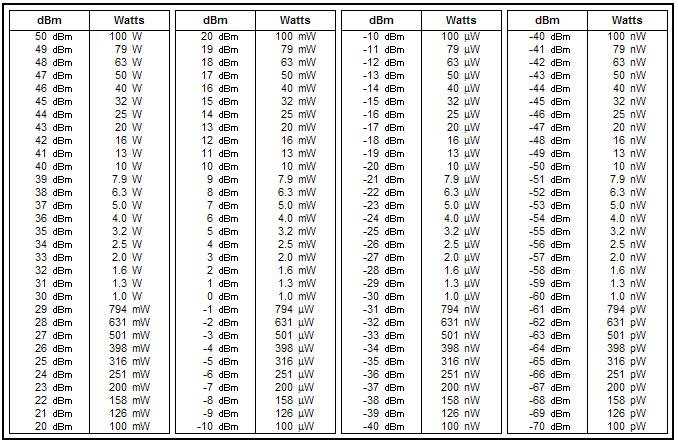 dBm Watts dBm Watts dBm Watts dBm Watts
50 dBm 100 W 20 dBm 100 mW -10 dBm 100 µW -40 dBm 100 nW
49 dBm 79 W 19 dBm 79 mW -11 dBm 79 µW -41 dBm 79 nW
48 dBm 63 W 18 dBm 63 mW -12 dBm 63 µW -42 dBm 63 nW
47 dBm 50 W 17 dBm 50 mW -13 dBm 50 µW -43 dBm 50 nW
46 dBm 40 W 16 dBm 40 mW -14 dBm 40 µW -44 dBm 40 nW
45 dBm 32 W 15 dBm 32 mW -15 dBm 32 µW -45 dBm 32 nW
44 dBm 25 W 14 dBm 25 mW -16 dBm 25 µW -46 dBm 25 nW
43 dBm 20 W 13 dBm 20 mW -17 dBm 20 µW -47 dBm 20 nW
42 dBm 16 W 12 dBm 16 mW -18 dBm 16 µW -48 dBm 16 nW
41 dBm 13 W 11 dBm 13 mW -19 dBm 13 µW -49 dBm 13 nW
40 dBm 10 W 10 dBm 10 mW -20 dBm 10 µW -50 dBm 10 nW
39 dBm 7.9 W 9 dBm 7.9 mW -21 dBm 7.9 µW -51 dBm 7.9 nW
38 dBm 6.3 W 8 dBm 6.3 mW -22 dBm 6.3 µW -52 dBm 6.3 nW
37 dBm 5.0 W 7 dBm 5.0 mW -23 dBm 5.0 µW -53 dBm 5.0 nW
36 dBm 4.0 W 6 dBm 4.0 mW -24 dBm 4.0 µW -54 dBm 4.0 nW
35 dBm 3.2 W 5 dBm 3.2 mW -25 dBm 3.2 µW -55 dBm 3.2 nW
34 dBm 2.5 W 4 dBm 2.5 mW -26 dBm 2.5 µW -56 dBm 2.5 nW
33 dBm 2.0 W 3 dBm 2.0 mW -27 dBm 2.0 µW -57 dBm 2.0 nW
32 dBm 1.6 W 2 dBm 1.6 mW -28 dBm 1.6 µW -58 dBm 1.6 nW
31 dBm 1.3 W 1 dBm 1.3 mW -29 dBm 1.3 µW -59 dBm 1.3 nW
30 dBm 1.0 W 0 dBm 1.0 mW -30 dBm 1.0 µW -60 dBm 1.0 nW
29 dBm 794 mW -1 dBm 794 µW -31 dBm 794 nW -61 dBm 794 pW
28 dBm 631 mW -2 dBm 631 µW -32 dBm 631 nW -62 dBm 631 pW
27 dBm 501 mW -3 dBm 501 µW -33 dBm 501 nW -63 dBm 501 pW
26 dBm 398 mW -4 dBm 398 µW -34 dBm 398 nW -64 dBm 398 pW
25 dBm 316 mW -5 dBm 316 µW -35 dBm 316 nW -65 dBm 316 pW
24 dBm 251 mW -6 dBm 251 µW -36 dBm 251 nW -66 dBm 251 pW
23 dBm 200 mW -7 dBm 200 µW -37 dBm 200 nW -67 dBm 200 pW
22 dBm 158 mW -8 dBm 158 µW -38 dBm 158 nW -68 dBm 158 pW
21 dBm 126 mW -9 dBm 126 µW -39 dBm 126 nW -69 dBm 126 pW
20 dBm 100 mW -10 dBm 100 µW -40 dBm 100 nW -70 dBm 100 pW